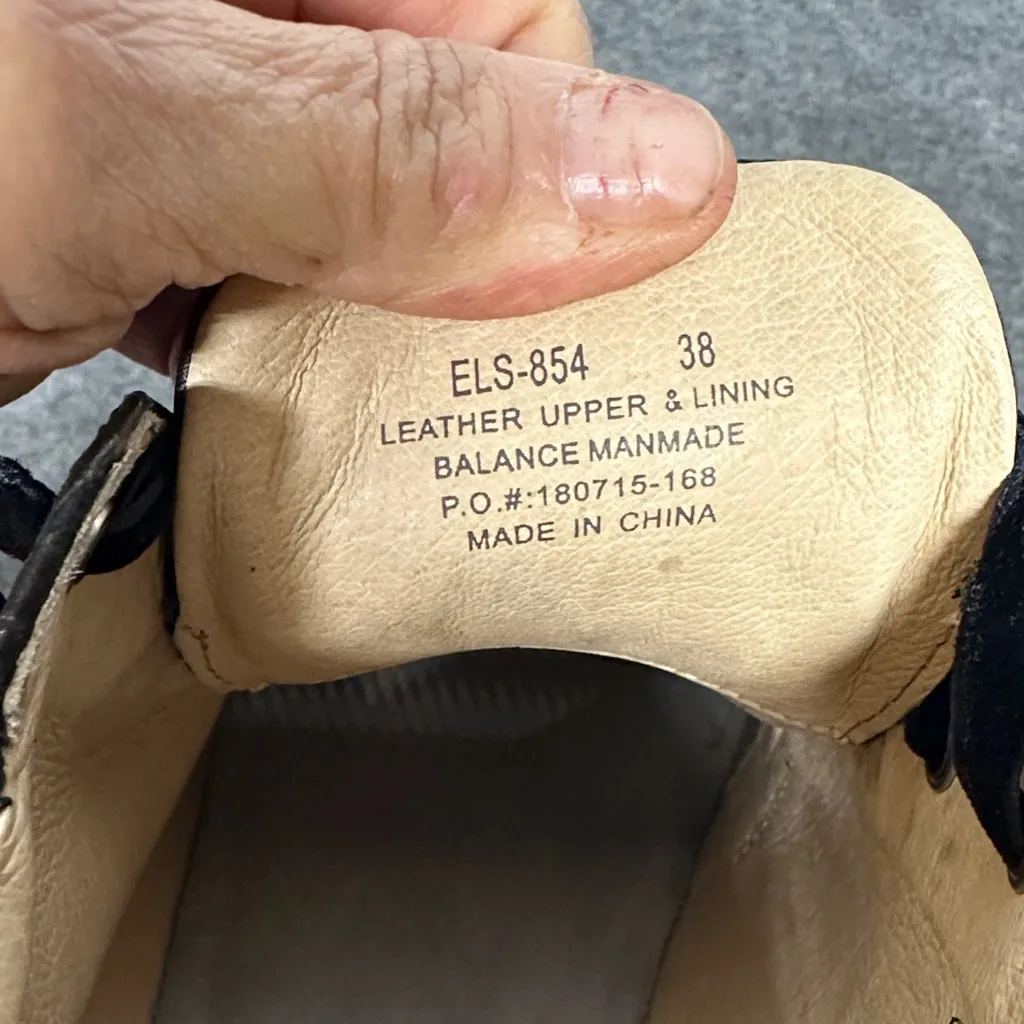 ELS-854 38
LEATHER UPPER & LINING
BALANCE MANMADE
P.O.#:180715-168
MADE IN CHINA